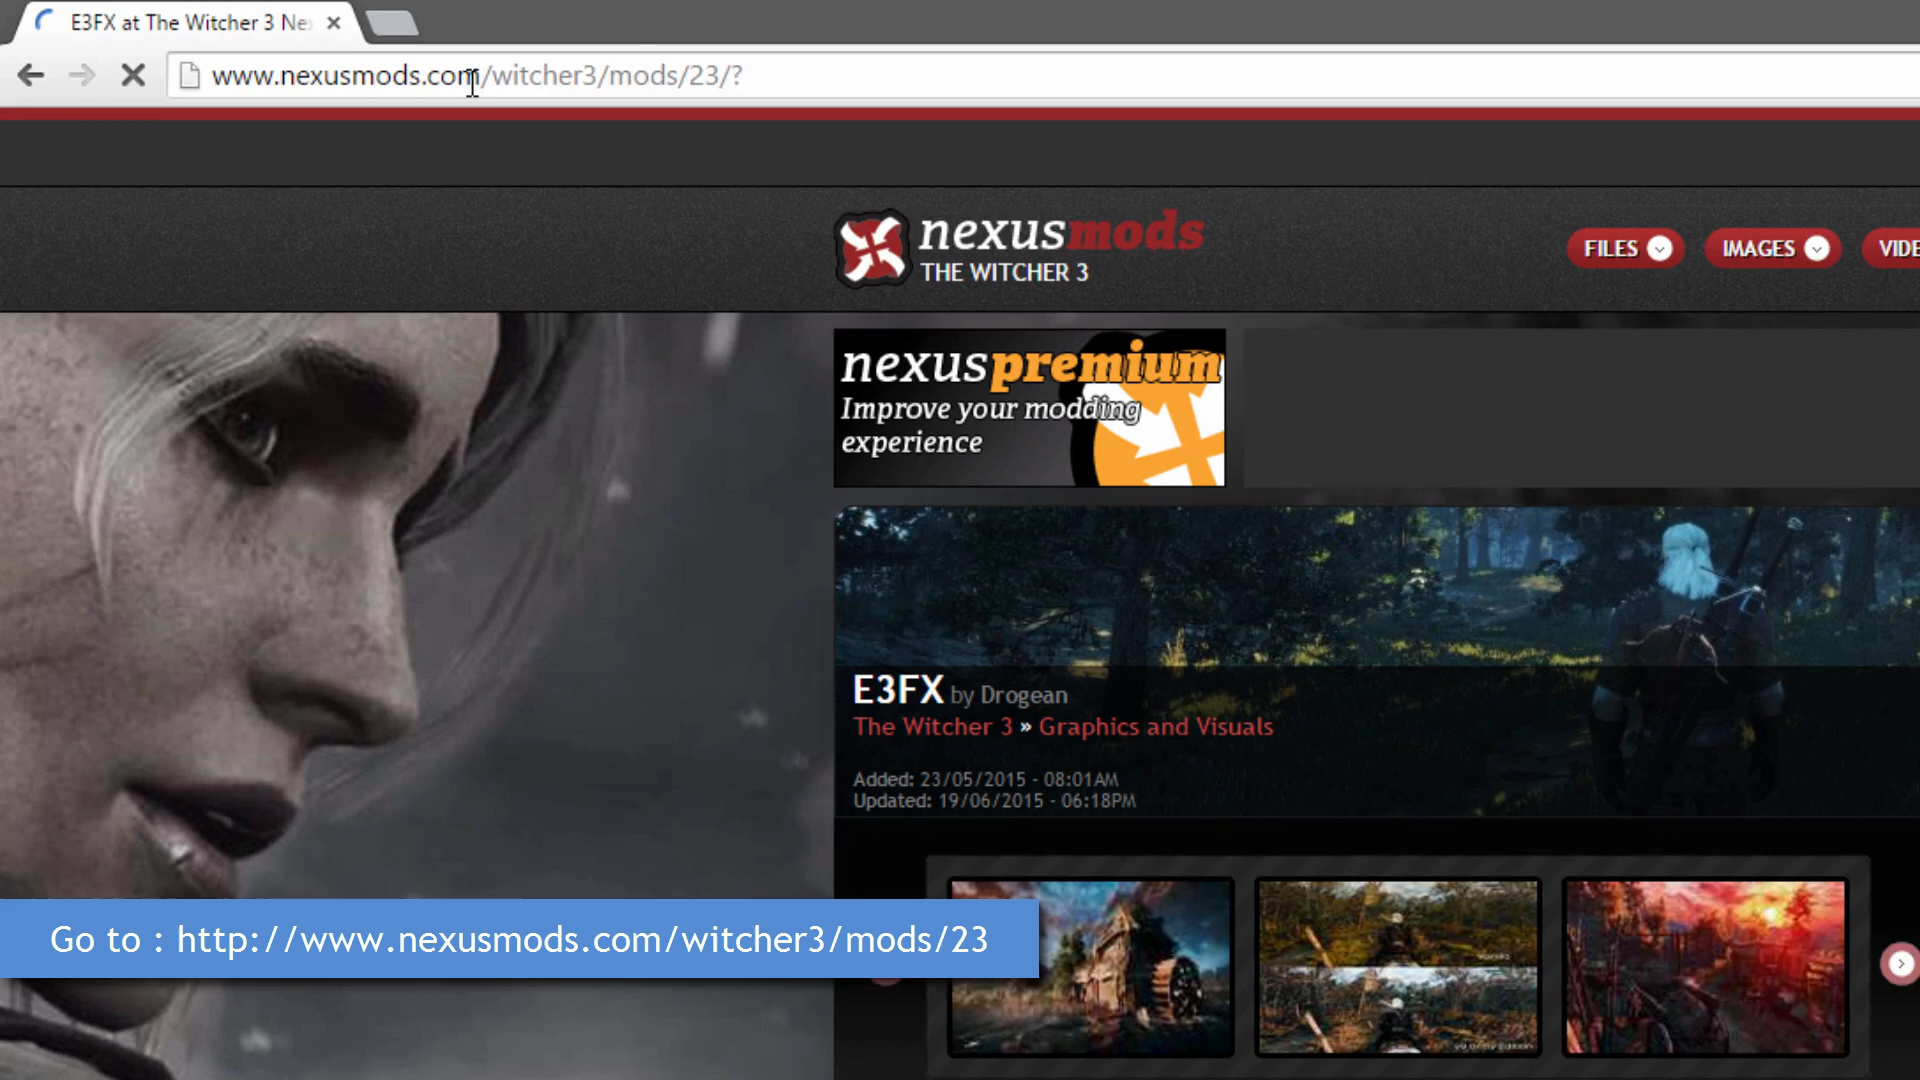 E3FX at The Witcher 3 Ne
www.nexusmods.com/witcher3/mods/23/?
nexusmods
THE WITCHER 3
FILES
IMAGES
VIDE
nexuspremium
Improve your modding
experience
E3FX by Drogean
The Witcher 3 » Graphics and Visuals
Added: 23/05/2015 - 08:01AM
Updated: 19/06/2015 - 06:18PM
Go to : http://www.nexusmods.com/witcher3/mods/23